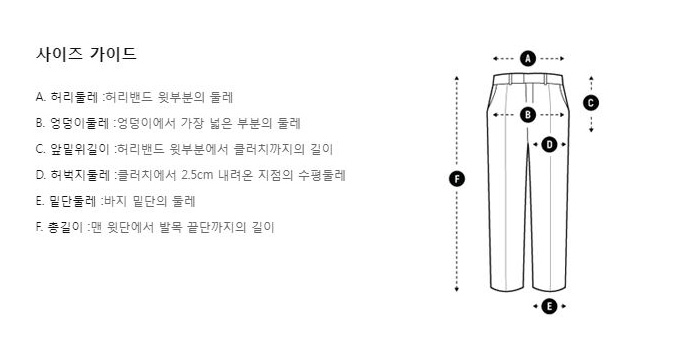 사이즈 가이드
A. 허리둘레 :허리밴드 윗부분의 둘레
B. 엉덩이둘레 :엉덩이에서 가장 넓은 부분의 둘레
C. 앞밑위길이 :허리밴드 윗부분에서 클러치까지의 길이
D. 허벅지둘레 :클러치에서 2.5cm 내려온 지점의 수평둘레
E. 밑단둘레 :바지 밑단의 둘레
F. 총길이 :맨 윗단에서 발목 끝단까지의 길이
A
C
B
D
F
E